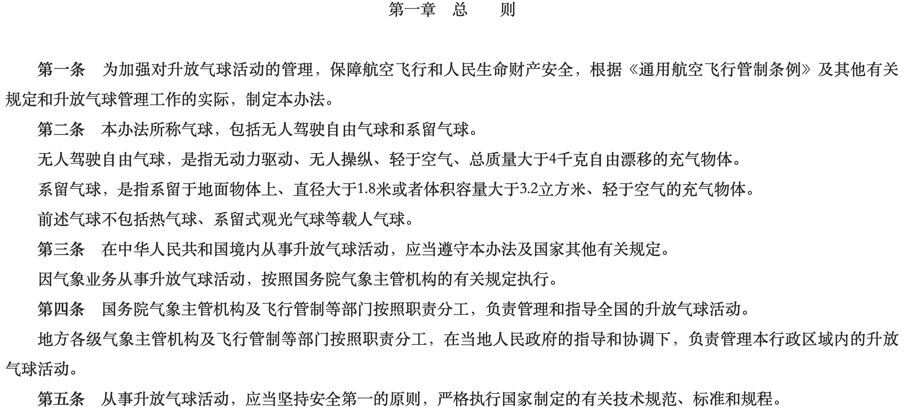 第一章　总　　则
第一条　为加强对升放气球活动的管理，保障航空飞行和人民生命财产安全，根据《通用航空飞行管制条例》及其他有关
规定和升放气球管理工作的实际，制定本办法。
第二条　本办法所称气球，包括无人驾驶自由气球和系留气球。
无人驾驶自由气球，是指无动力驱动、无人操纵、轻于空气、总质量大于4千克自由漂移的充气物体。
系留气球，是指系留于地面物体上、直径大于1.8米或者体积容量大于3.2立方米、轻于空气的充气物体。
前述气球不包括热气球、系留式观光气球等载人气球。
第三条　在中华人民共和国境内从事升放气球活动，应当遵守本办法及国家其他有关规定。
因气象业务从事升放气球活动，按照国务院气象主管机构的有关规定执行。
第四条　国务院气象主管机构及飞行管制等部门按照职责分工，负责管理和指导全国的升放气球活动。
地方各级气象主管机构及飞行管制等部门按照职责分工，在当地人民政府的指导和协调下，负责管理本行政区域内的升放
气球活动。
第五条　从事升放气球活动，应当坚持安全第一的原则，严格执行国家制定的有关技术规范、标准和规程。